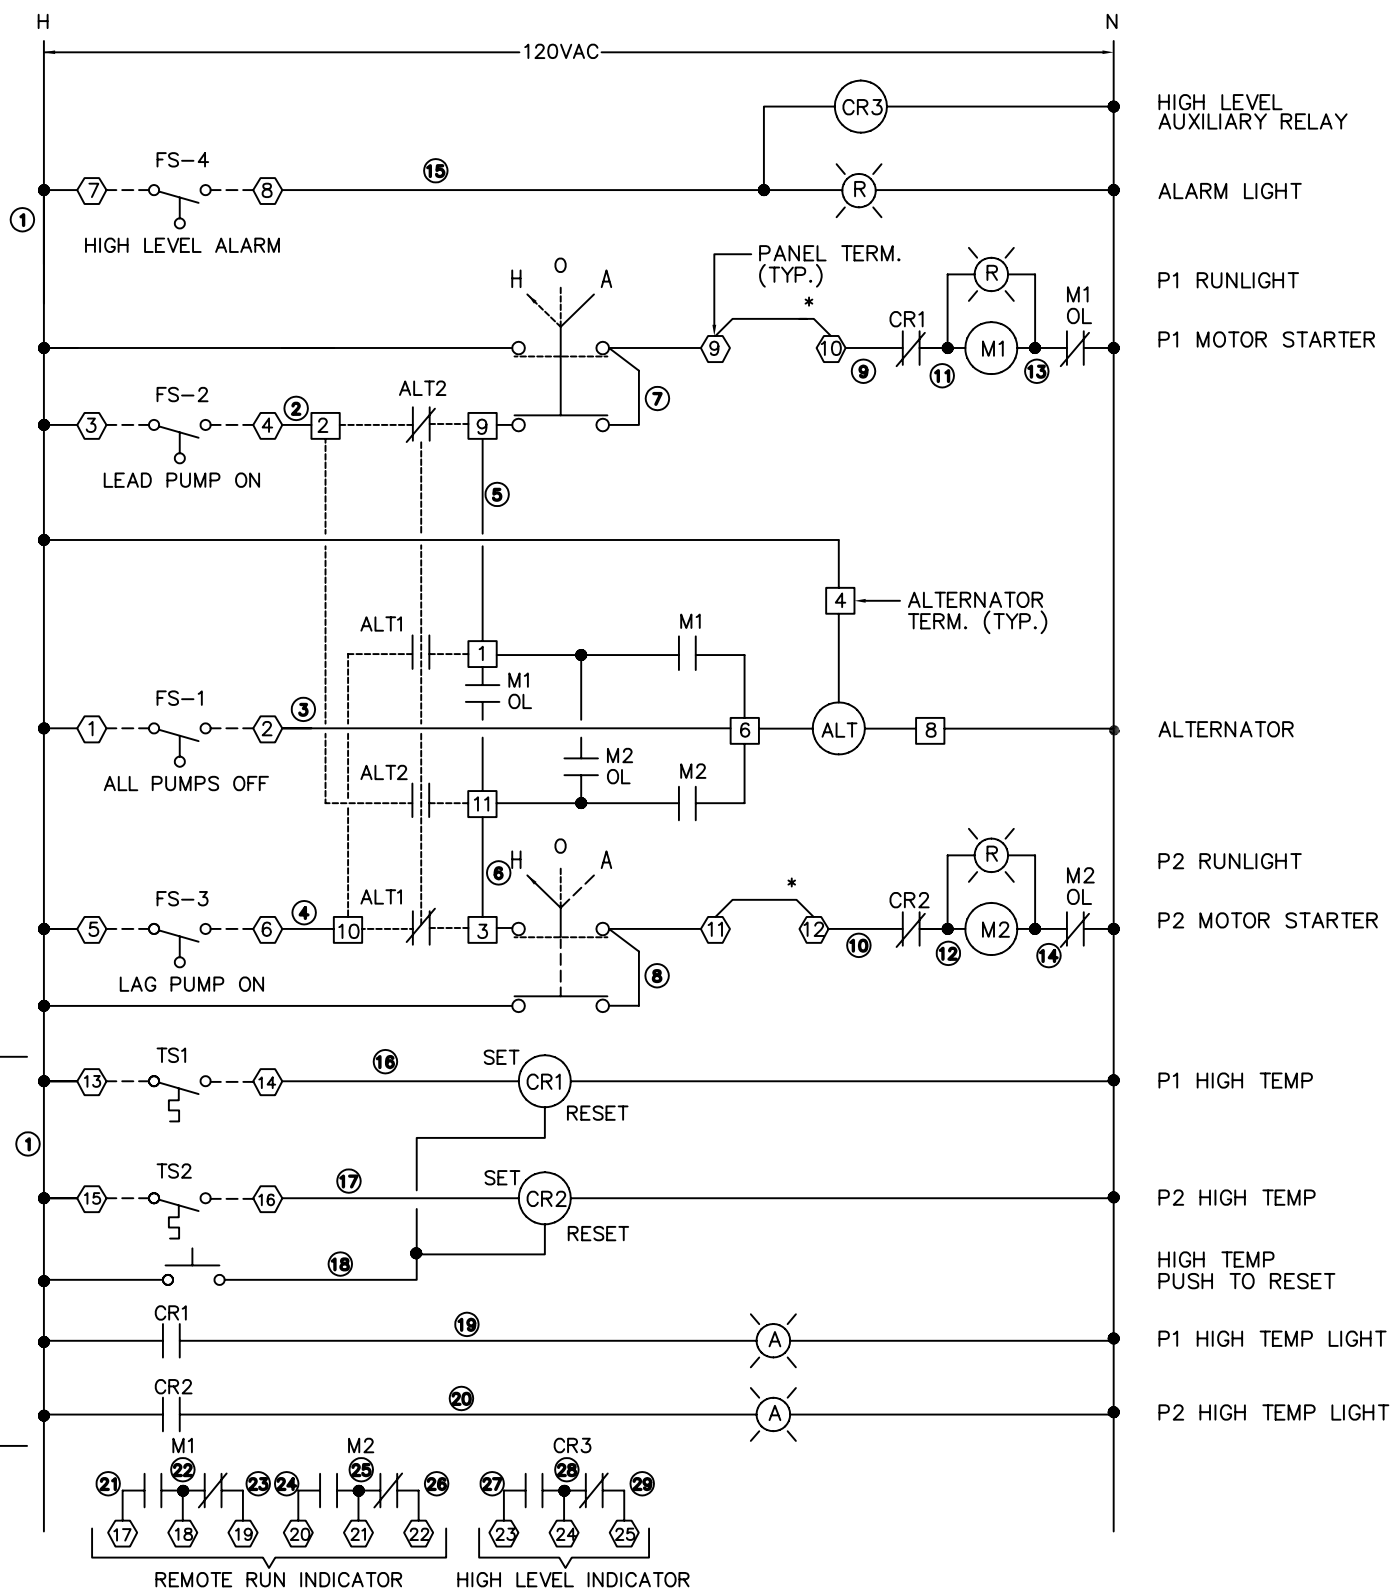 H N
120VAC
CR3 HIGH LEVEL
AUXILIARY RELAY
FS-4 15
7 8 R ALARM LIGHT
1
HIGH LEVEL ALARM
PANEL TERM.
(TYP.)
H O A
* R P1 RUNLIGHT
M1
OL
CR1
9 10 9 11 M1 13 P1 MOTOR STARTER
FS-2 ALT2 7
3 4 2 2 9
LEAD PUMP ON
5
4 ALTERNATOR
TERM. (TYP.)
ALT1 M1
1
M1
OL
FS-1 3
1 2 6 ALT 8 ALTERNATOR
ALL PUMPS OFF
ALT2 M2
OL
M2
11
H O A
6
R P2 RUNLIGHT
* M2
OL
FS-3 4 ALT1 CR2
5 6 10 3 11 12 10 12 M2 14 P2 MOTOR STARTER
LAG PUMP ON 8
TS1 16 SET
13 14 CR1 P1 HIGH TEMP
RESET
1
TS2 17 SET
15 16 CR2 P2 HIGH TEMP
RESET
18 HIGH TEMP
PUSH TO RESET
CR1 19
A P1 HIGH TEMP LIGHT
CR2 20
A P2 HIGH TEMP LIGHT
M1 M2 CR3
21 22 23 24 25 26 27 28 29
17 18 19 20 21 22 23 24 25
REMOTE RUN INDICATOR HIGH LEVEL INDICATOR